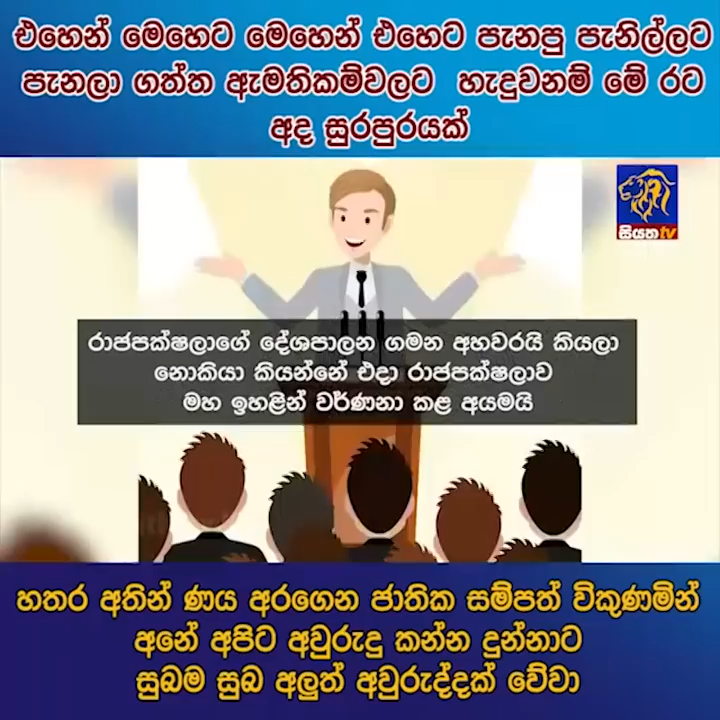 එහෙන් මෙහෙට මෙහෙන් එහෙට පැනපු පැනිල්ලට
පැනලා ගත්ත ඇමතිකම්වලට හැදුවනම් මේ රට
අද සුරපුරයක්
සියත tv
රාජපක්ෂලාගේ දේශපාලන ගමන අහවරයි කියලා
නොකියා කියන්නේ එදා රාජපක්ෂලාව
මහ ඉහළින් වර්ණනා කළ අයමයි
හතර අතින් ණය අරගෙන ජාතික සම්පත් විකුණමින්
අනේ අපිට අවුරුදු කන්න දුන්නාට
සුබම සුබ අලුත් අවුරුද්දක් වේවා